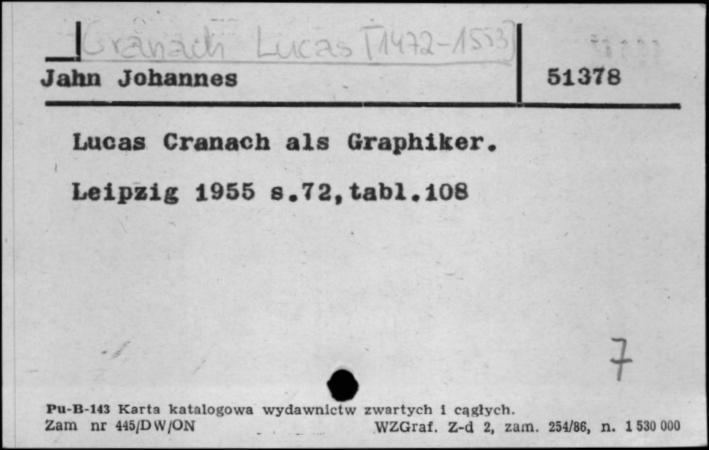 Cranach Lucas [1472-1553]
Jahn Johannes 51378
Lucas Cranach als Graphiker.
Leipzig 1955 s.72,tabl.108
7
Pu-B-143 Karta katalogowa wydawnictw zwartych i cągłych.
Zam nr 445/DW/ON WZGraf. Z-d 2, zam. 254/86, n. 1 530 000